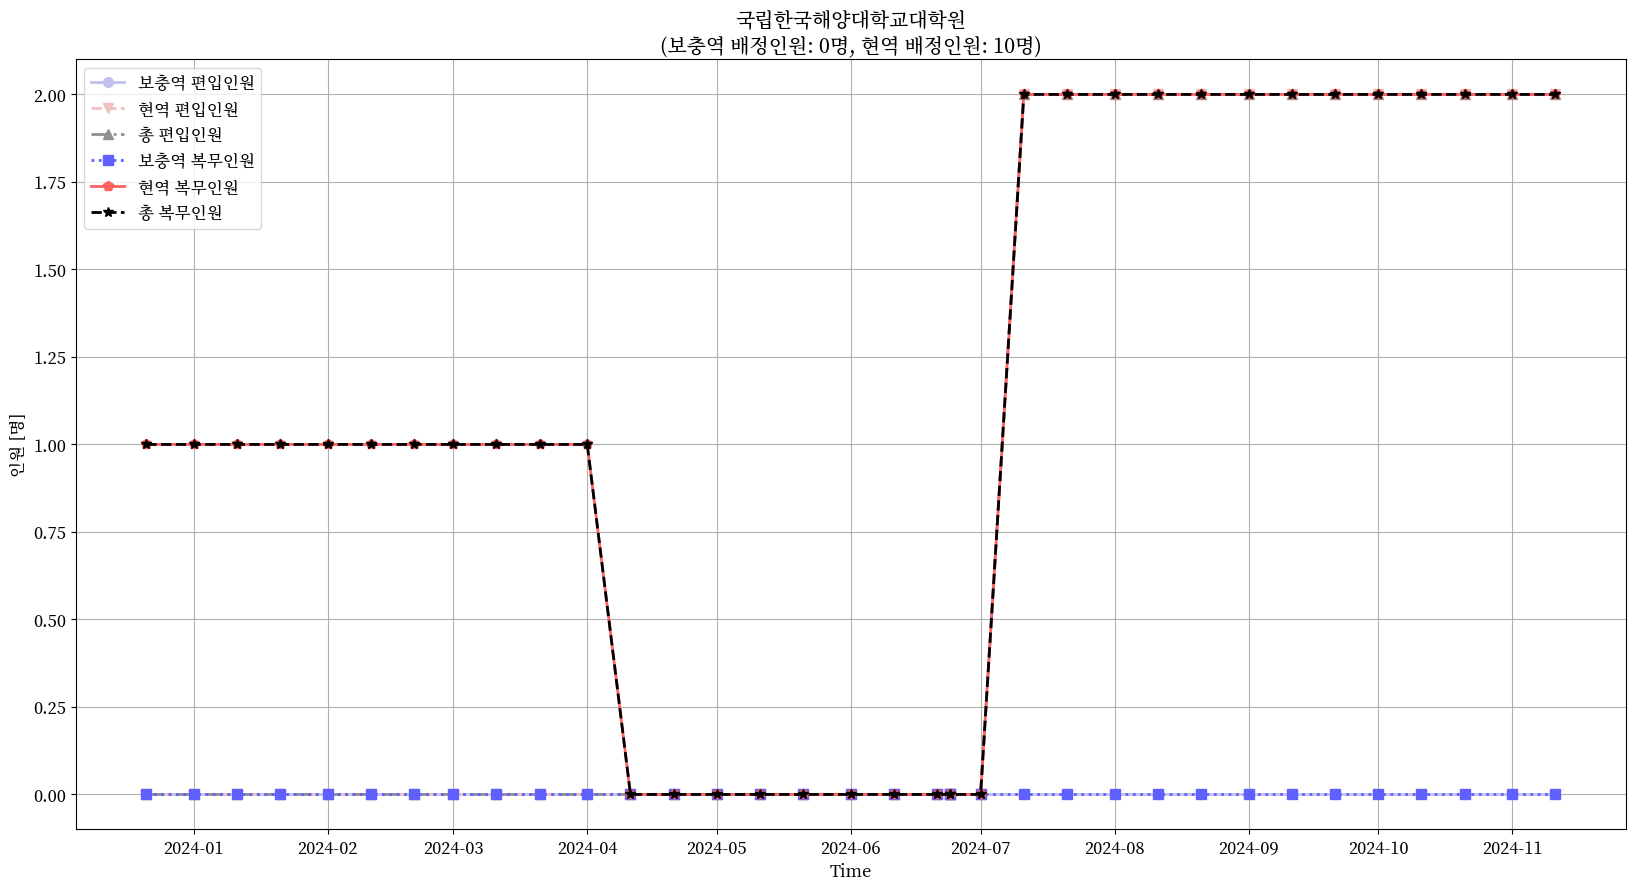 국립한국해양대학교대학원
(보충역 배정인원: 0명, 현역 배정인원: 10명)
보충역 편입인원
현역 편입인원
총 편입인원
보충역 복무인원
현역 복무인원
총 복무인원
인원 [명]
2.00
1.75
1.50
1.25
1.00
0.75
0.50
0.25
0.00
2024-01
2024-02
2024-03
2024-04
2024-05
2024-06
2024-07
2024-08
2024-09
2024-10
2024-11
Time